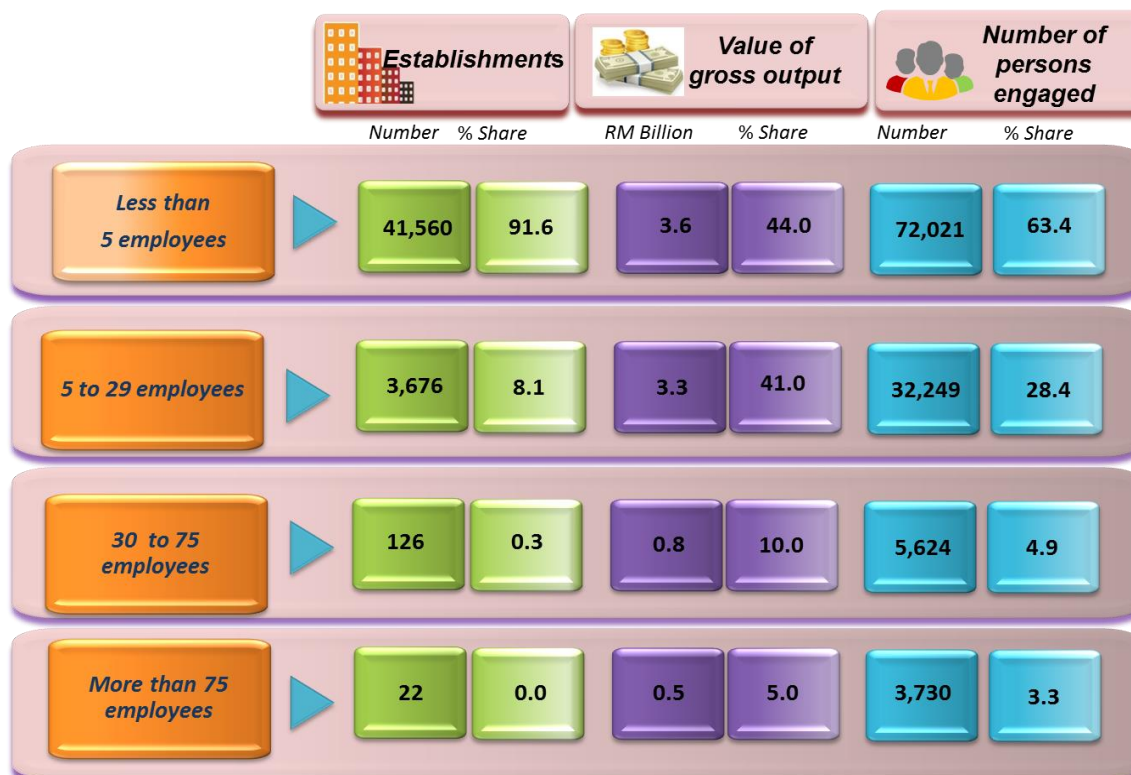 Establishments
Value of
gross output
Number of
persons
engaged
Number % Share RM Billion % Share Number % Share
Less than
5 employees
41,560 91.6 3.6 44.0 72,021 63.4
5 to 29 employees
3,676 8.1 3.3 41.0 32,249 28.4
30 to 75
employees
126 0.3 0.8 10.0 5,624 4.9
More than 75
employees
22 0.0 0.5 5.0 3,730 3.3